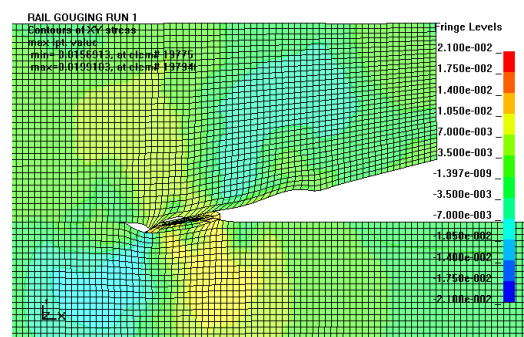 RAIL GOUGING RUN 1
Contours of XY stress
max ipt. value
min=-0.0156913, at elem# 19775
max=0.0199103, at elem# 19794
Fringe Levels
2.100e-002
1.750e-002
1.400e-002
1.050e-002
7.000e-003
3.500e-003
-1.397e-009
-3.500e-003
-7.000e-003
-1.050e-002
-1.400e-002
-1.750e-002
-2.100e-002
Z X